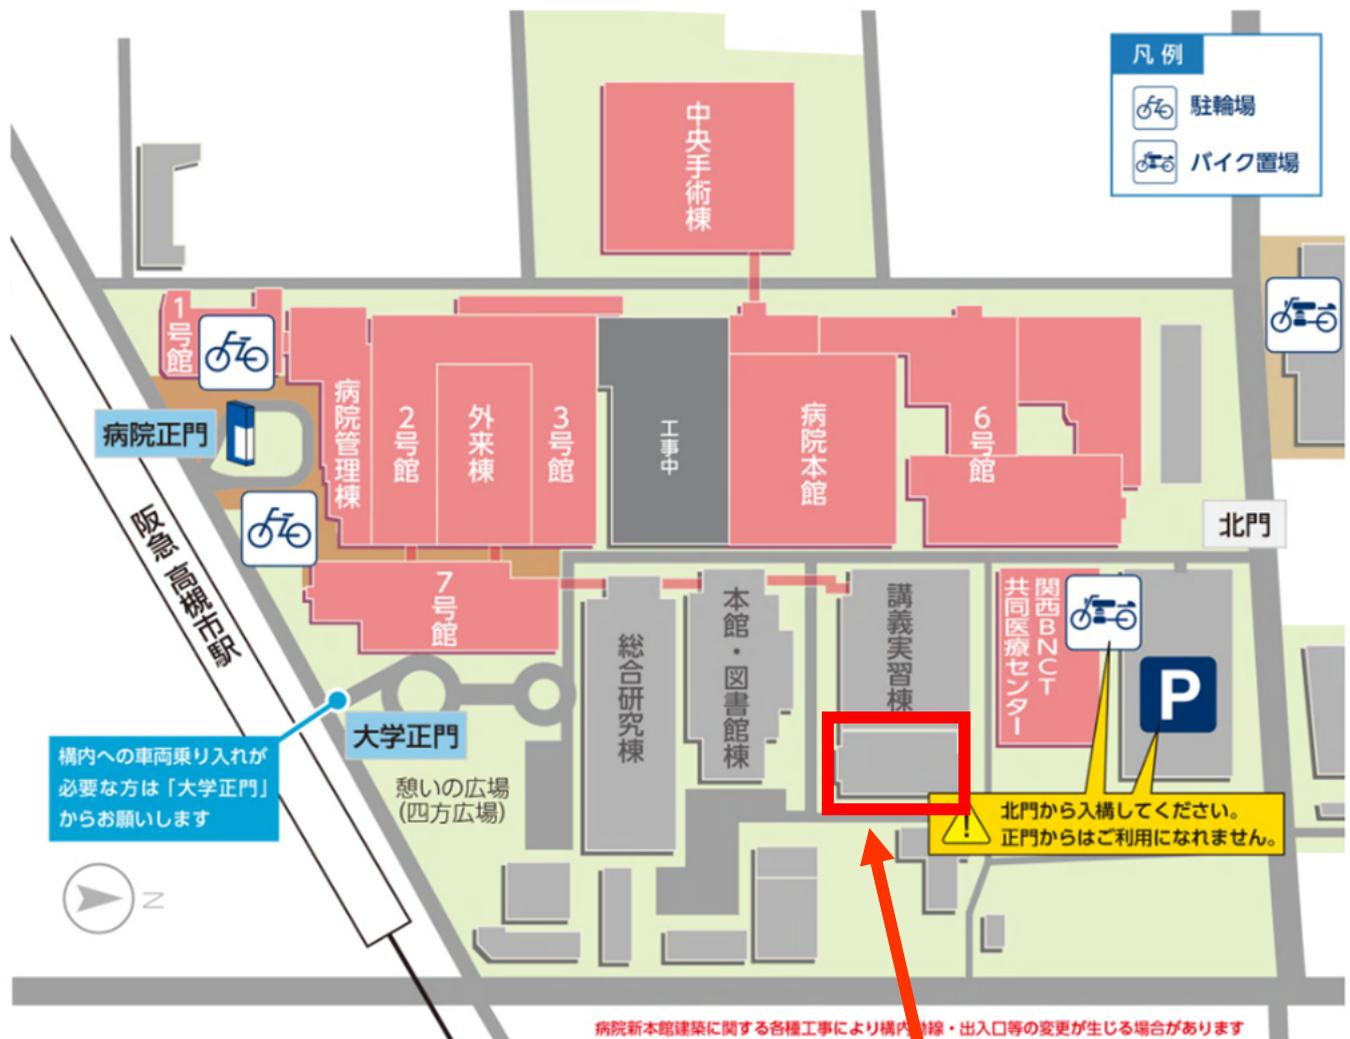 凡例
駐輪場
バイク置場
中央手術棟
1号館
病院管理棟
2号館
外来棟
3号館
工事中
病院本館
6号館
病院正門
北門
阪急 高槻市駅
7号館
総合研究棟
本館・図書館棟
講義実習棟
関西BNCT
共同医療センター
P
大学正門
構内への車両乗り入れが
必要な方は「大学正門」
からお願いします
憩いの広場
(四方広場)
北門から入構してください。
正門からはご利用になれません。
N
病院新本館建築に関する各種工事により構内動線・出入口等の変更が生じる場合があります